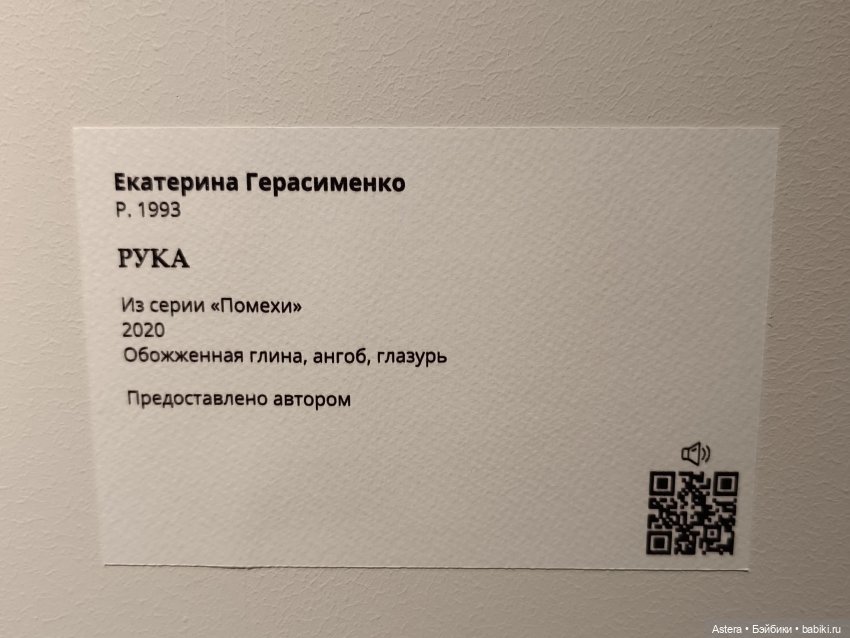 Екатерина Герасименко
Р. 1993
РУКА
Из серии «Помехи»
2020
Обожженная глина, ангоб, глазурь
Предоставлено автором
Astera • Бэйбики • babiki.ru